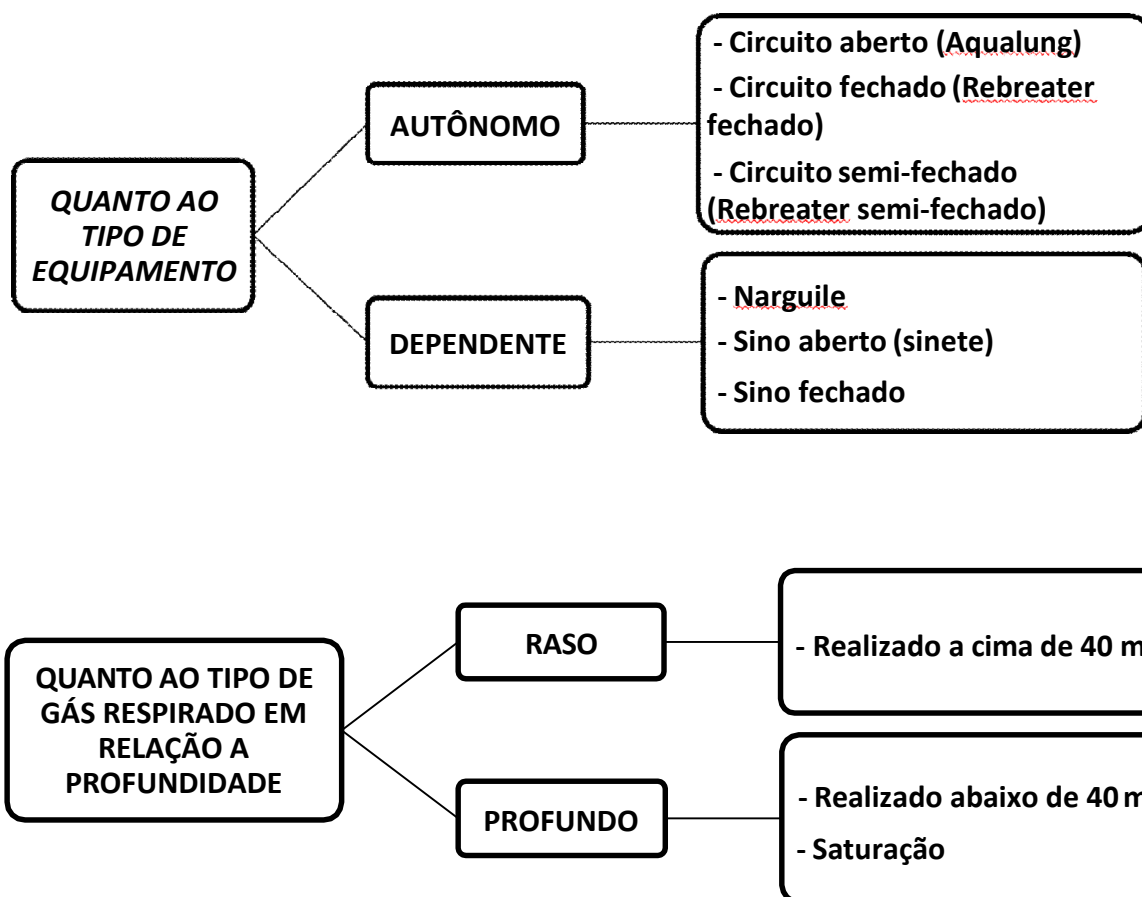 QUANTO AO
TIPO DE
EQUIPAMENTO
AUTÔNOMO
- Circuito aberto (Aqualung)
- Circuito fechado (Rebreater
fechado)
- Circuito semi-fechado
(Rebreater semi-fechado)
DEPENDENTE
- Narguile
- Sino aberto (sinete)
- Sino fechado
QUANTO AO TIPO DE
GÁS RESPIRADO EM
RELAÇÃO A
PROFUNDIDADE
RASO
- Realizado a cima de 40 m
PROFUNDO
- Realizado abaixo de 40 m
- Saturação